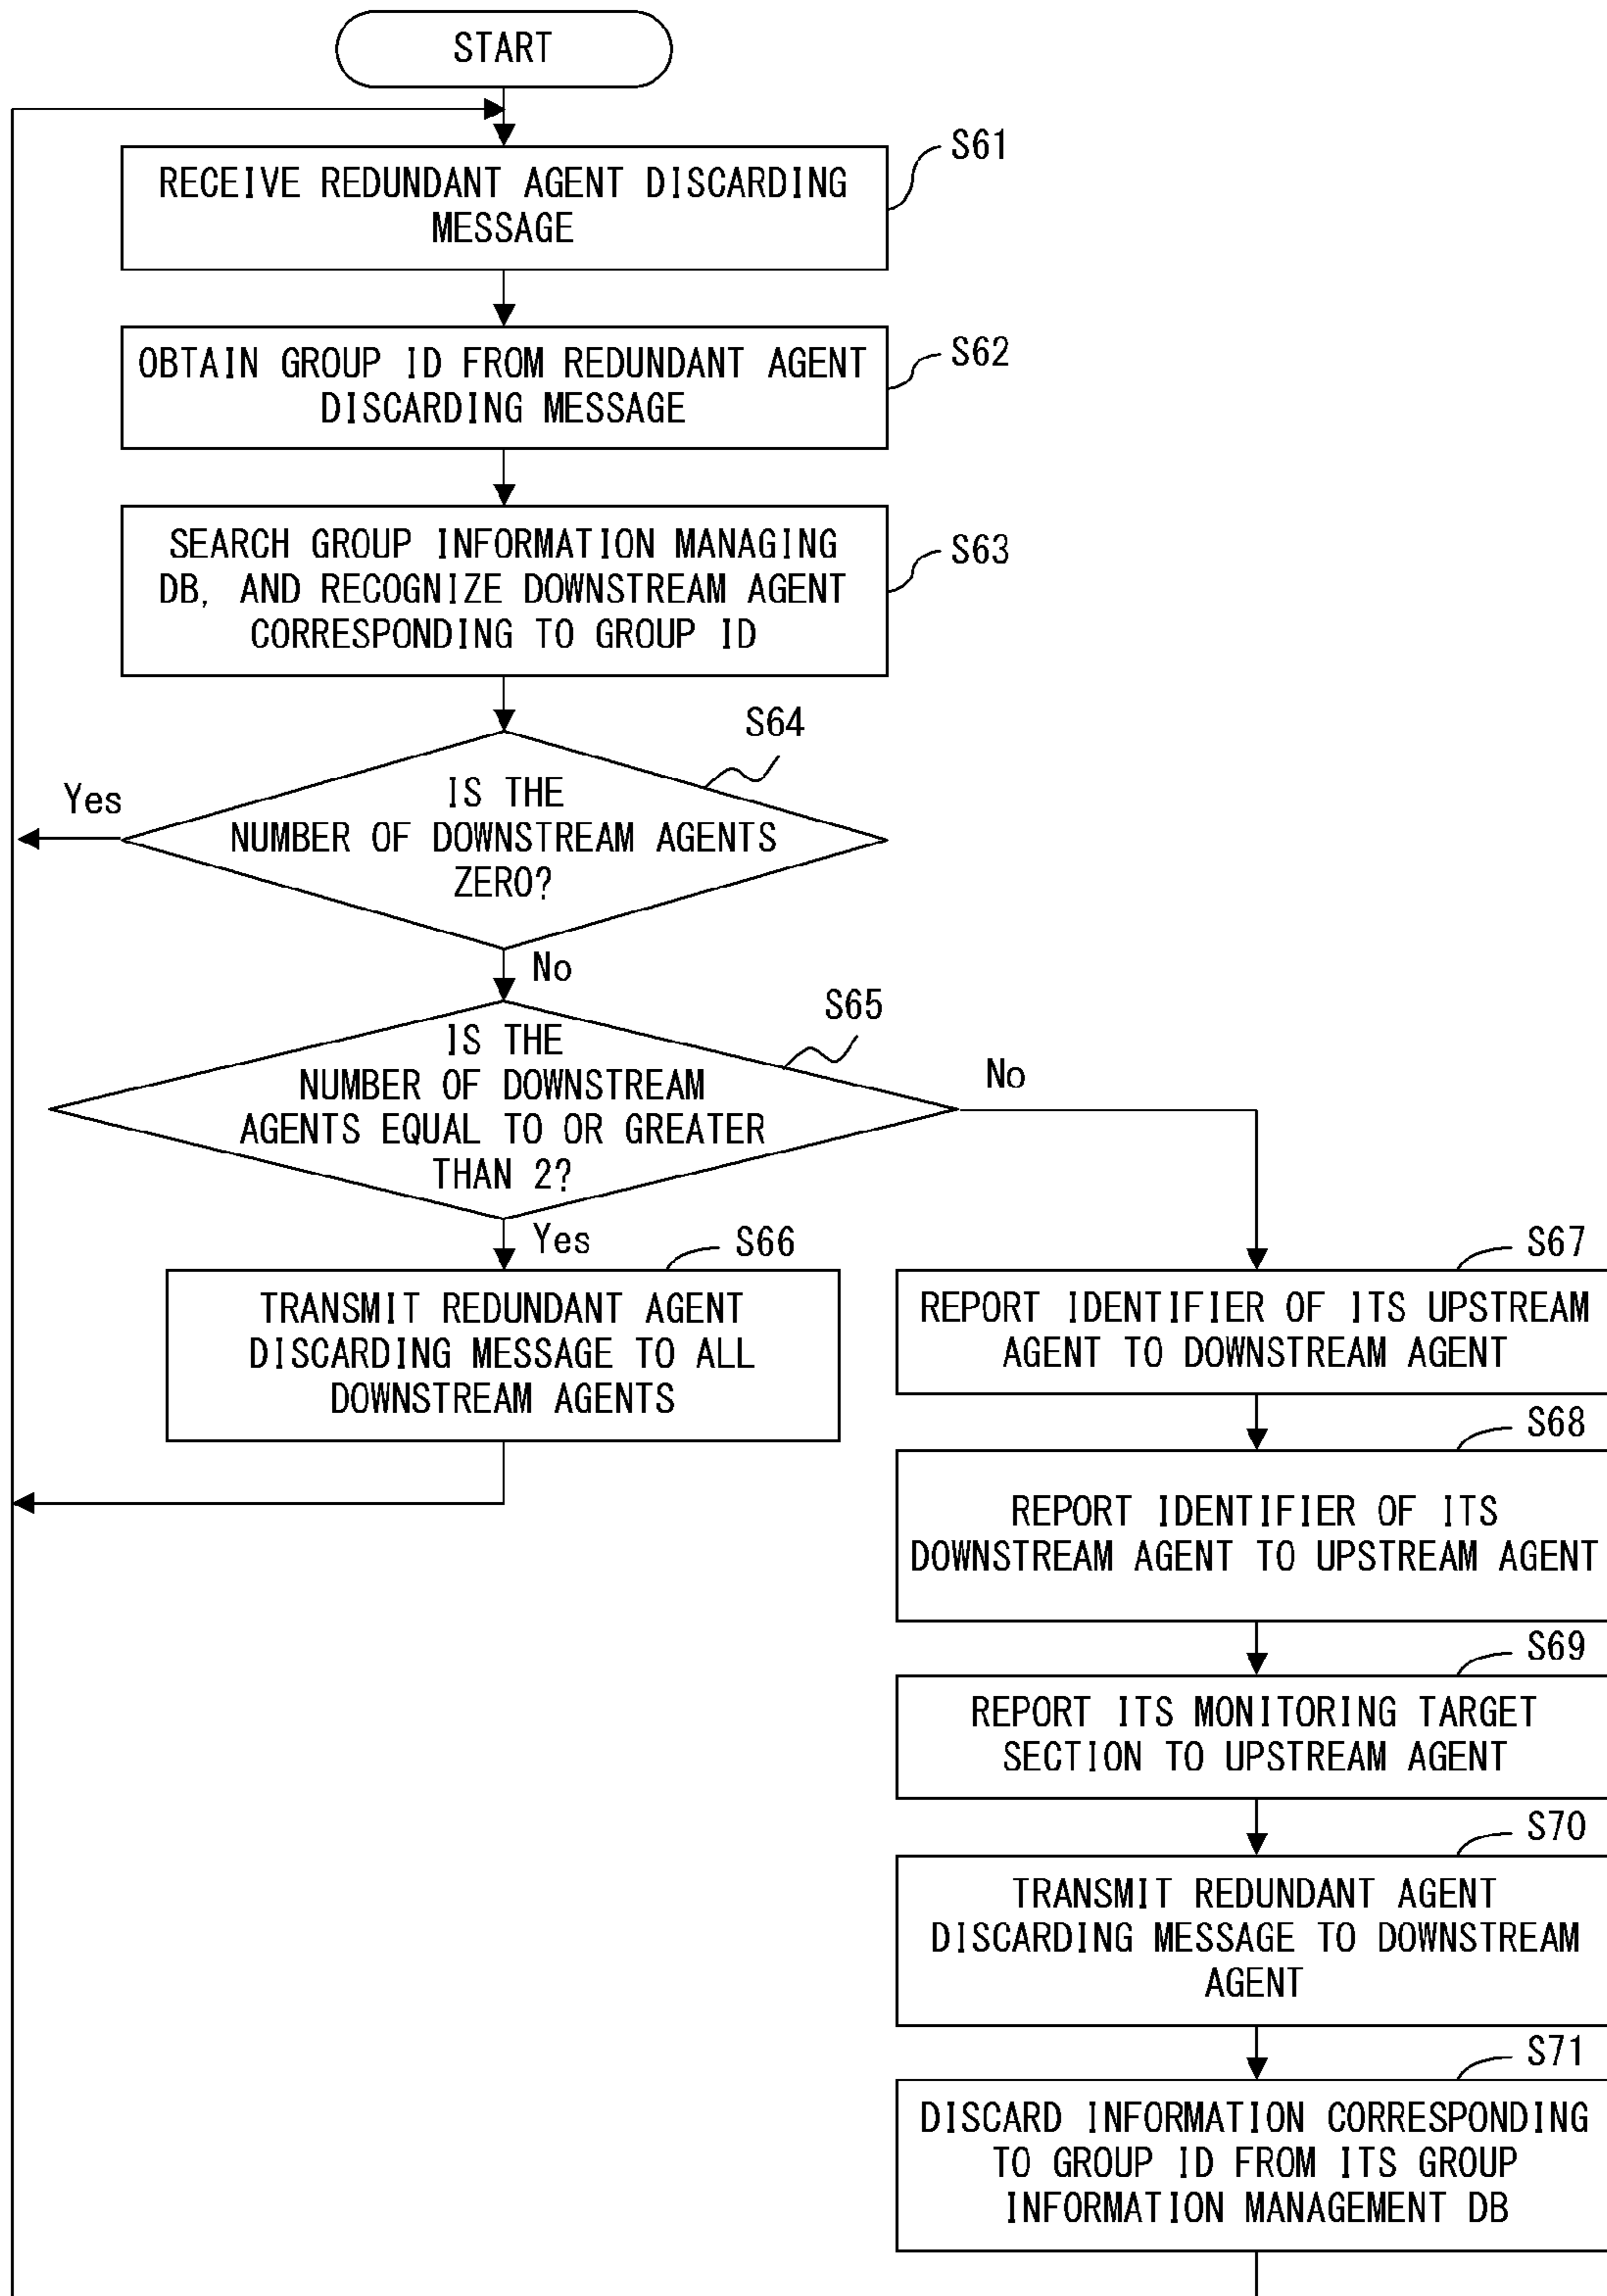 START
S61
RECEIVE REDUNDANT AGENT DISCARDING
MESSAGE
S62
OBTAIN GROUP ID FROM REDUNDANT AGENT
DISCARDING MESSAGE
S63
SEARCH GROUP INFORMATION MANAGING
DB, AND RECOGNIZE DOWNSTREAM AGENT
CORRESPONDING TO GROUP ID
S64
Yes
IS THE
NUMBER OF DOWNSTREAM AGENTS
ZERO?
No
S65
IS THE
NUMBER OF DOWNSTREAM
AGENTS EQUAL TO OR GREATER
THAN 2?
No
Yes
S66
TRANSMIT REDUNDANT AGENT
DISCARDING MESSAGE TO ALL
DOWNSTREAM AGENTS
S67
REPORT IDENTIFIER OF ITS UPSTREAM
AGENT TO DOWNSTREAM AGENT
S68
REPORT IDENTIFIER OF ITS
DOWNSTREAM AGENT TO UPSTREAM AGENT
S69
REPORT ITS MONITORING TARGET
SECTION TO UPSTREAM AGENT
S70
TRANSMIT REDUNDANT AGENT
DISCARDING MESSAGE TO DOWNSTREAM
AGENT
S71
DISCARD INFORMATION CORRESPONDING
TO GROUP ID FROM ITS GROUP
INFORMATION MANAGEMENT DB